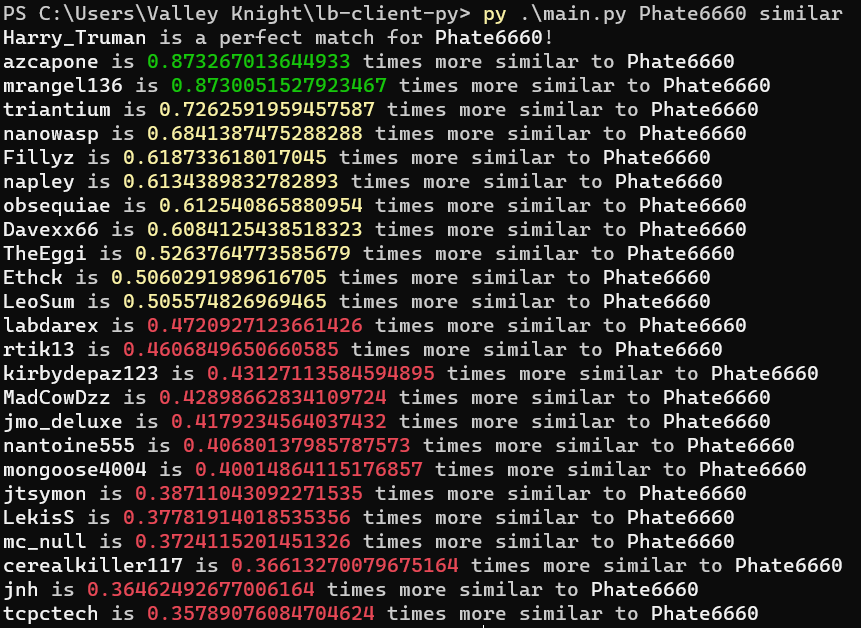 PS C:\Users\Valley Knight\lb-client-py> py .\main.py Phate6660 similar
Harry_Truman is a perfect match for Phate6660!
azcapone is 0.873267013644933 times more similar to Phate6660
mrangel136 is 0.8730051527923467 times more similar to Phate6660
triantium is 0.7262591959457587 times more similar to Phate6660
nanowasp is 0.6841387475288288 times more similar to Phate6660
Fillyz is 0.618733618017045 times more similar to Phate6660
napley is 0.6134389832782893 times more similar to Phate6660
obsequiae is 0.612540865880954 times more similar to Phate6660
Davexx66 is 0.6084125438518323 times more similar to Phate6660
TheEggi is 0.5263764773585679 times more similar to Phate6660
Ethck is 0.5060291989616705 times more similar to Phate6660
LeoSum is 0.505574826969465 times more similar to Phate6660
labdarex is 0.4720927123661426 times more similar to Phate6660
rtik13 is 0.4606849650660585 times more similar to Phate6660
kirbydepaz123 is 0.43127113584594895 times more similar to Phate6660
MadCowDzz is 0.42898662834109724 times more similar to Phate6660
jmo_deluxe is 0.4179234564037432 times more similar to Phate6660
nantoine555 is 0.40680137985787573 times more similar to Phate6660
mongoose4004 is 0.400148641151768​57 times more similar to Phate6660
jtsymon is 0.38711043092271535 times more similar to Phate6660
LekisS is 0.37781914018535356 times more similar to Phate6660
mc_null is 0.3724115201451326 times more similar to Phate6660
cerealkiller117 is 0.36613270079675164 times more similar to Phate6660
jnh is 0.36462492677006164 times more similar to Phate6660
tcpctech is 0.357890760847046​24 times more similar to Phate6660